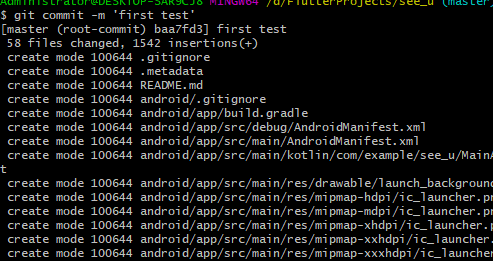 Administrator@DESKTOP-SAR9CJ8 MINGW64 /d/FlutterProjects/see_u (master)
$ git commit -m 'first test'
[master (root-commit) baa7fd3] first test
 58 files changed, 1542 insertions(+)
 create mode 100644 .gitignore
 create mode 100644 .metadata
 create mode 100644 README.md
 create mode 100644 android/.gitignore
 create mode 100644 android/app/build.gradle
 create mode 100644 android/app/src/debug/AndroidManifest.xml
 create mode 100644 android/app/src/main/AndroidManifest.xml
 create mode 100644 android/app/src/main/kotlin/com/example/see_u/MainA
t
 create mode 100644 android/app/src/main/res/drawable/launch_background
 create mode 100644 android/app/src/main/res/mipmap-hdpi/ic_launcher.pn
 create mode 100644 android/app/src/main/res/mipmap-mdpi/ic_launcher.pn
 create mode 100644 android/app/src/main/res/mipmap-xhdpi/ic_launcher.p
 create mode 100644 android/app/src/main/res/mipmap-xxhdpi/ic_launcher.
 create mode 100644 android/app/src/main/res/mipmap-xxxhdpi/ic_launcher